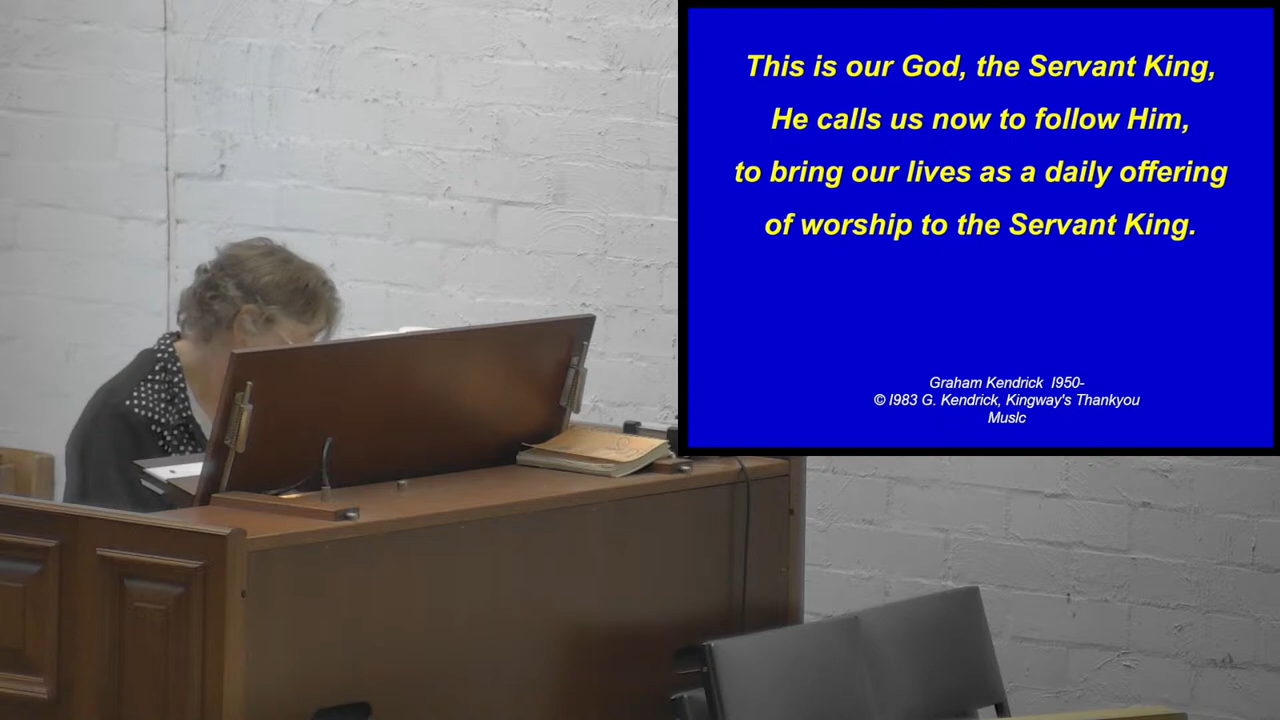 This is our God, the Servant King,
He calls us now to follow Him,
to bring our lives as a daily offering
of worship to the Servant King.
Graham Kendrick I950-
© I983 G. Kendrick, Kingway's Thankyou
Muslc